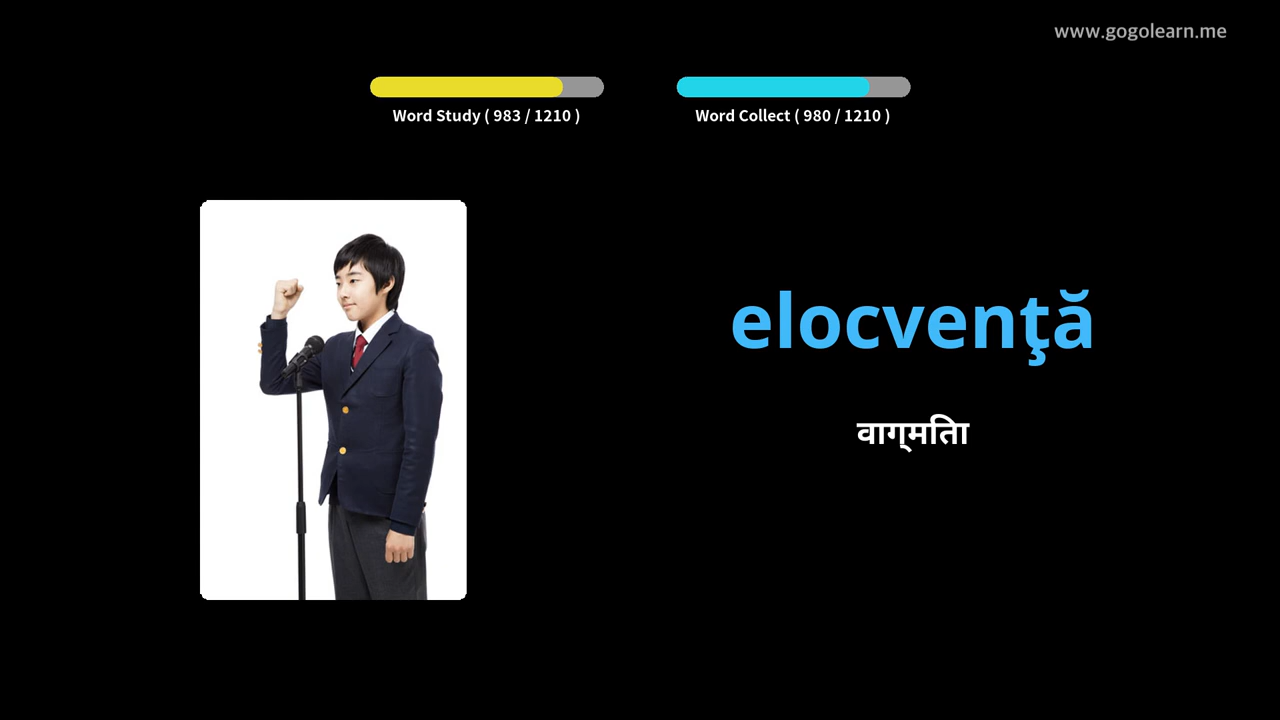 www.gogolearn.me
Word Study ( 983 / 1210 )
Word Collect ( 980 / 1210 )
elocvenţă
वाग्मिता